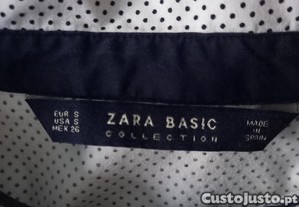 EUR S
USA S
MEX 26
ZARA BASIC
COLLECTION
MADE
IN
SPAIN
CustoJusto.pt